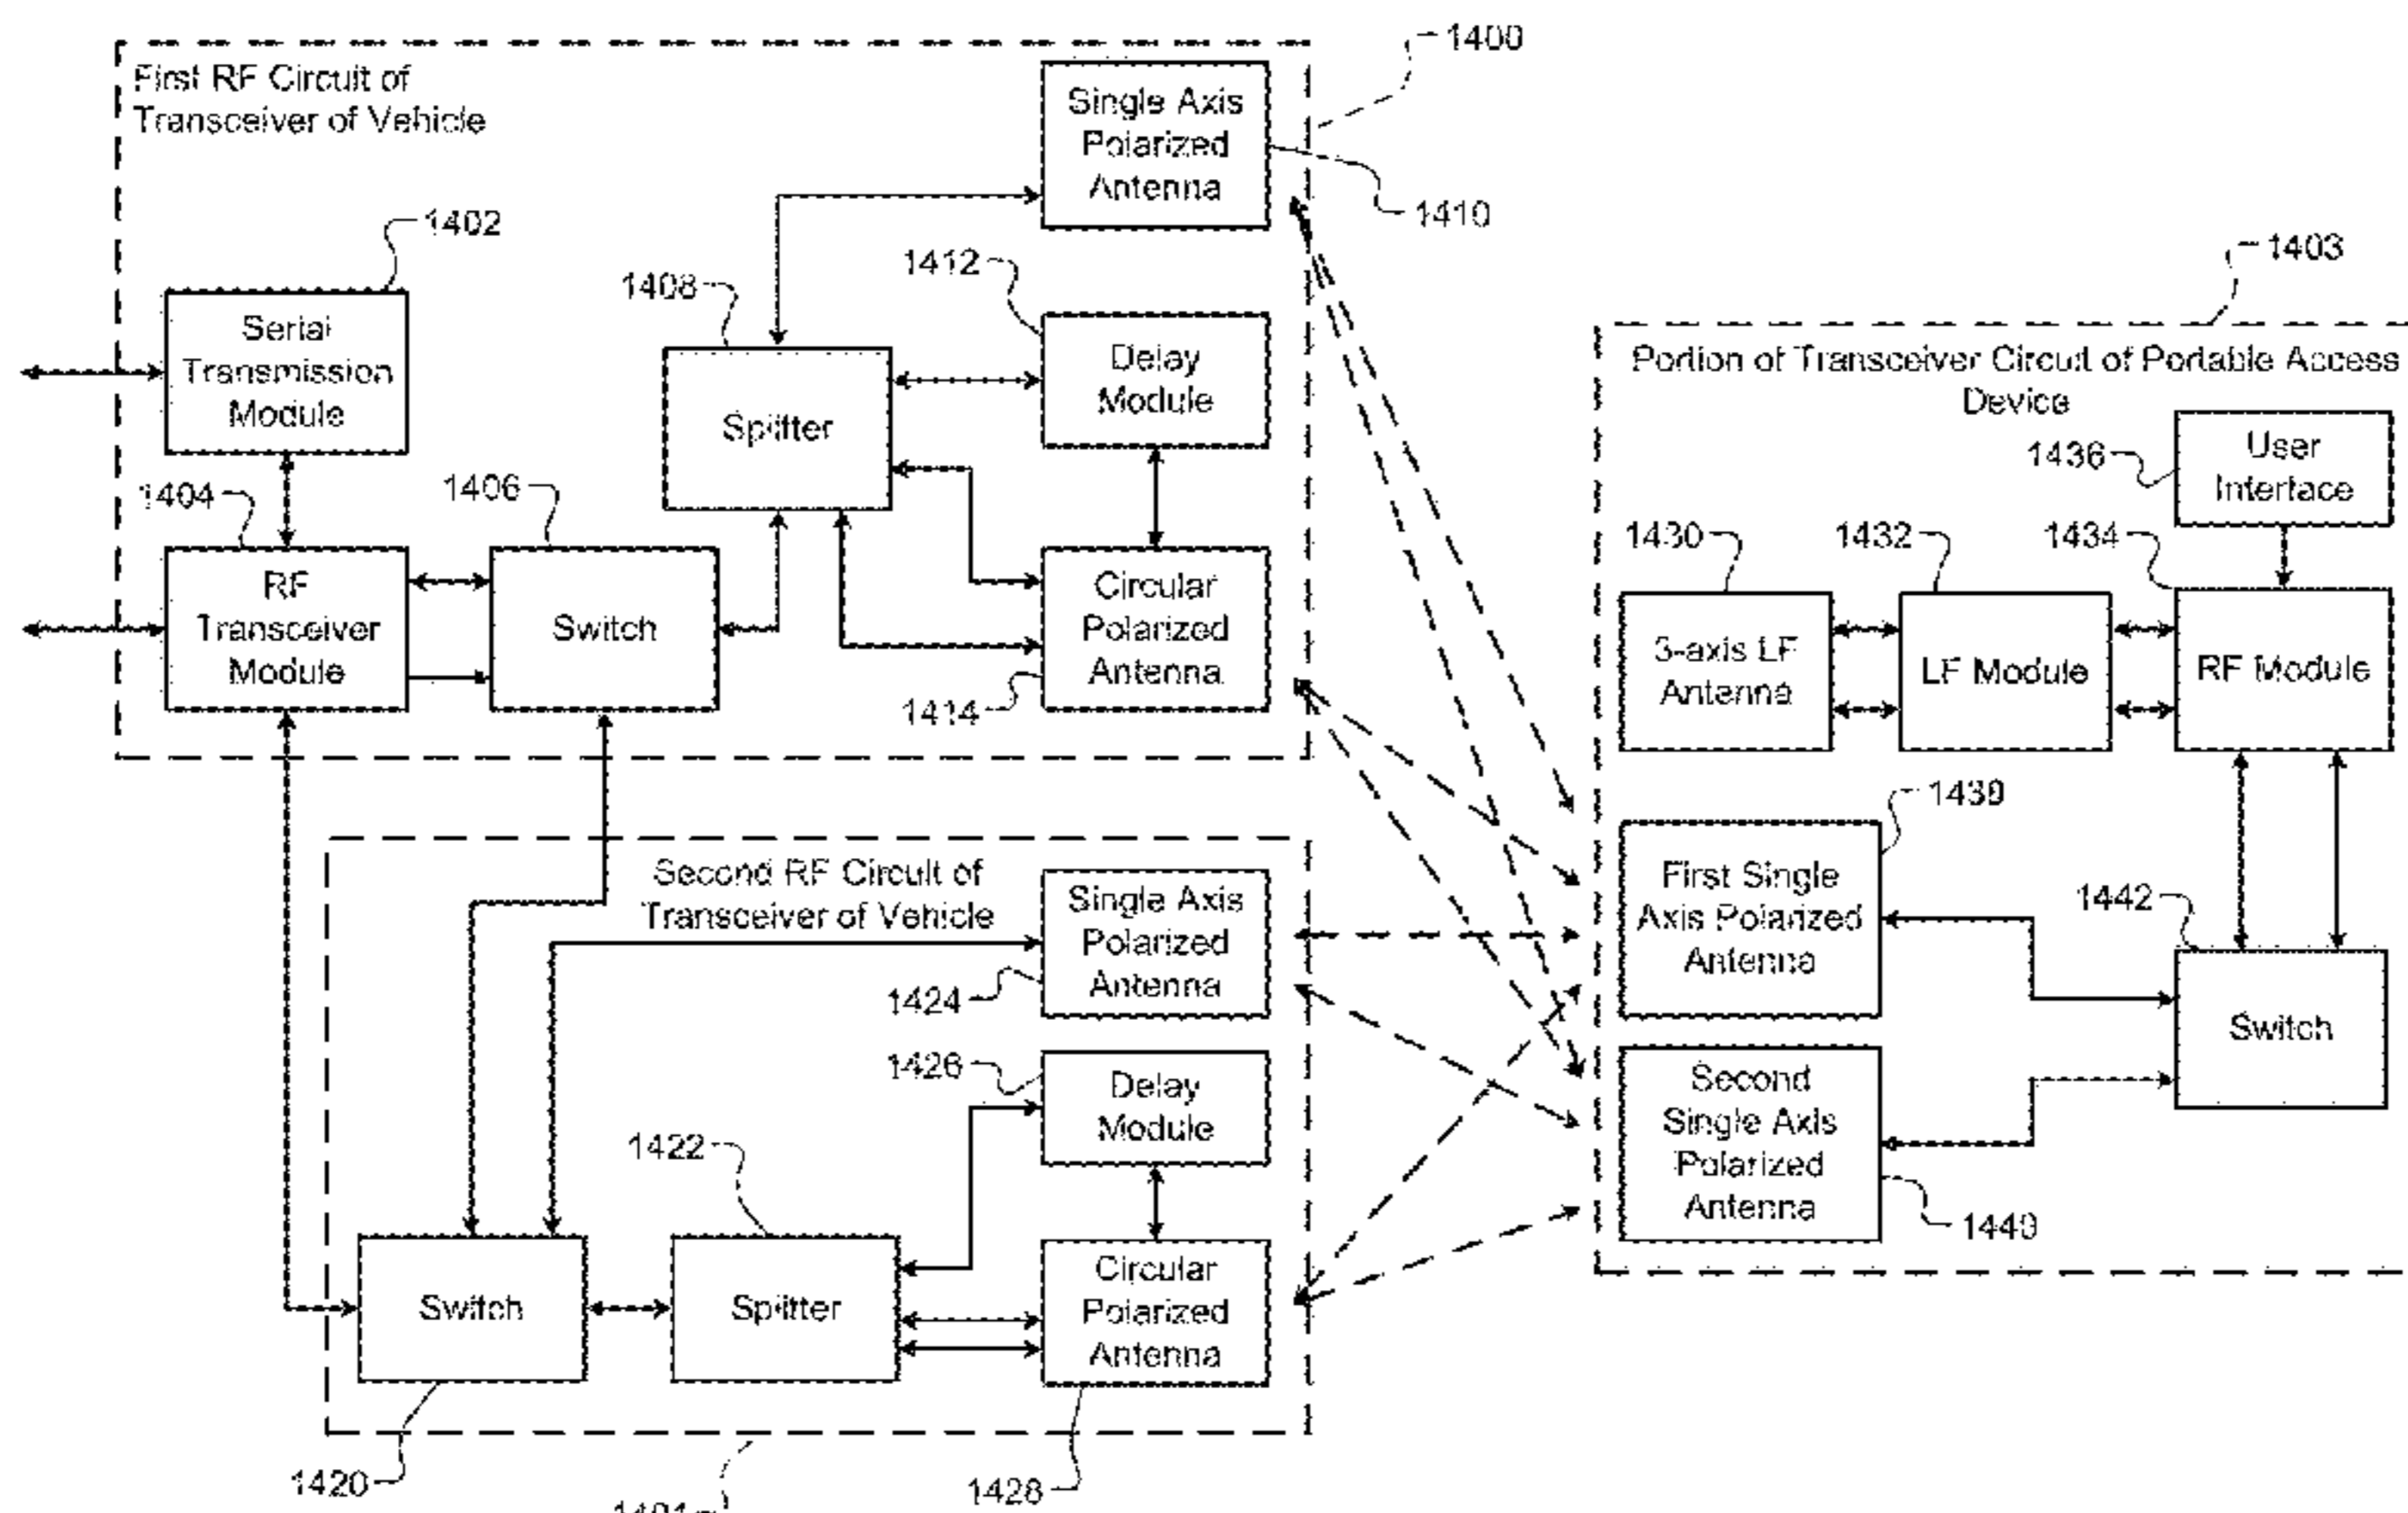 1400
First RF Circuit of
Transceiver of Vehicle
Single Axis
Polarized
Antenna
1410
1402
1412
1408
1403
Serial
Transmission
Module
Delay
Module
Splitter
Portion of Transceiver Circuit of Portable Access
Device
User
Interface
1436
1404
1406
RF
Transceiver
Module
Switch
Circular
Polarized
Antenna
1414
1430
1432
1434
3-axis LF
Antenna
LF Module
RF Module
Second RF Circuit of
Transceiver of Vehicle
Single Axis
Polarized
Antenna
1424
First Single
Axis Polarized
Antenna
1442
Switch
1426
Delay
Module
1422
Second
Single Axis
Polarized
Antenna
1440
Switch
Splitter
Circular
Polarized
Antenna
1420
1428